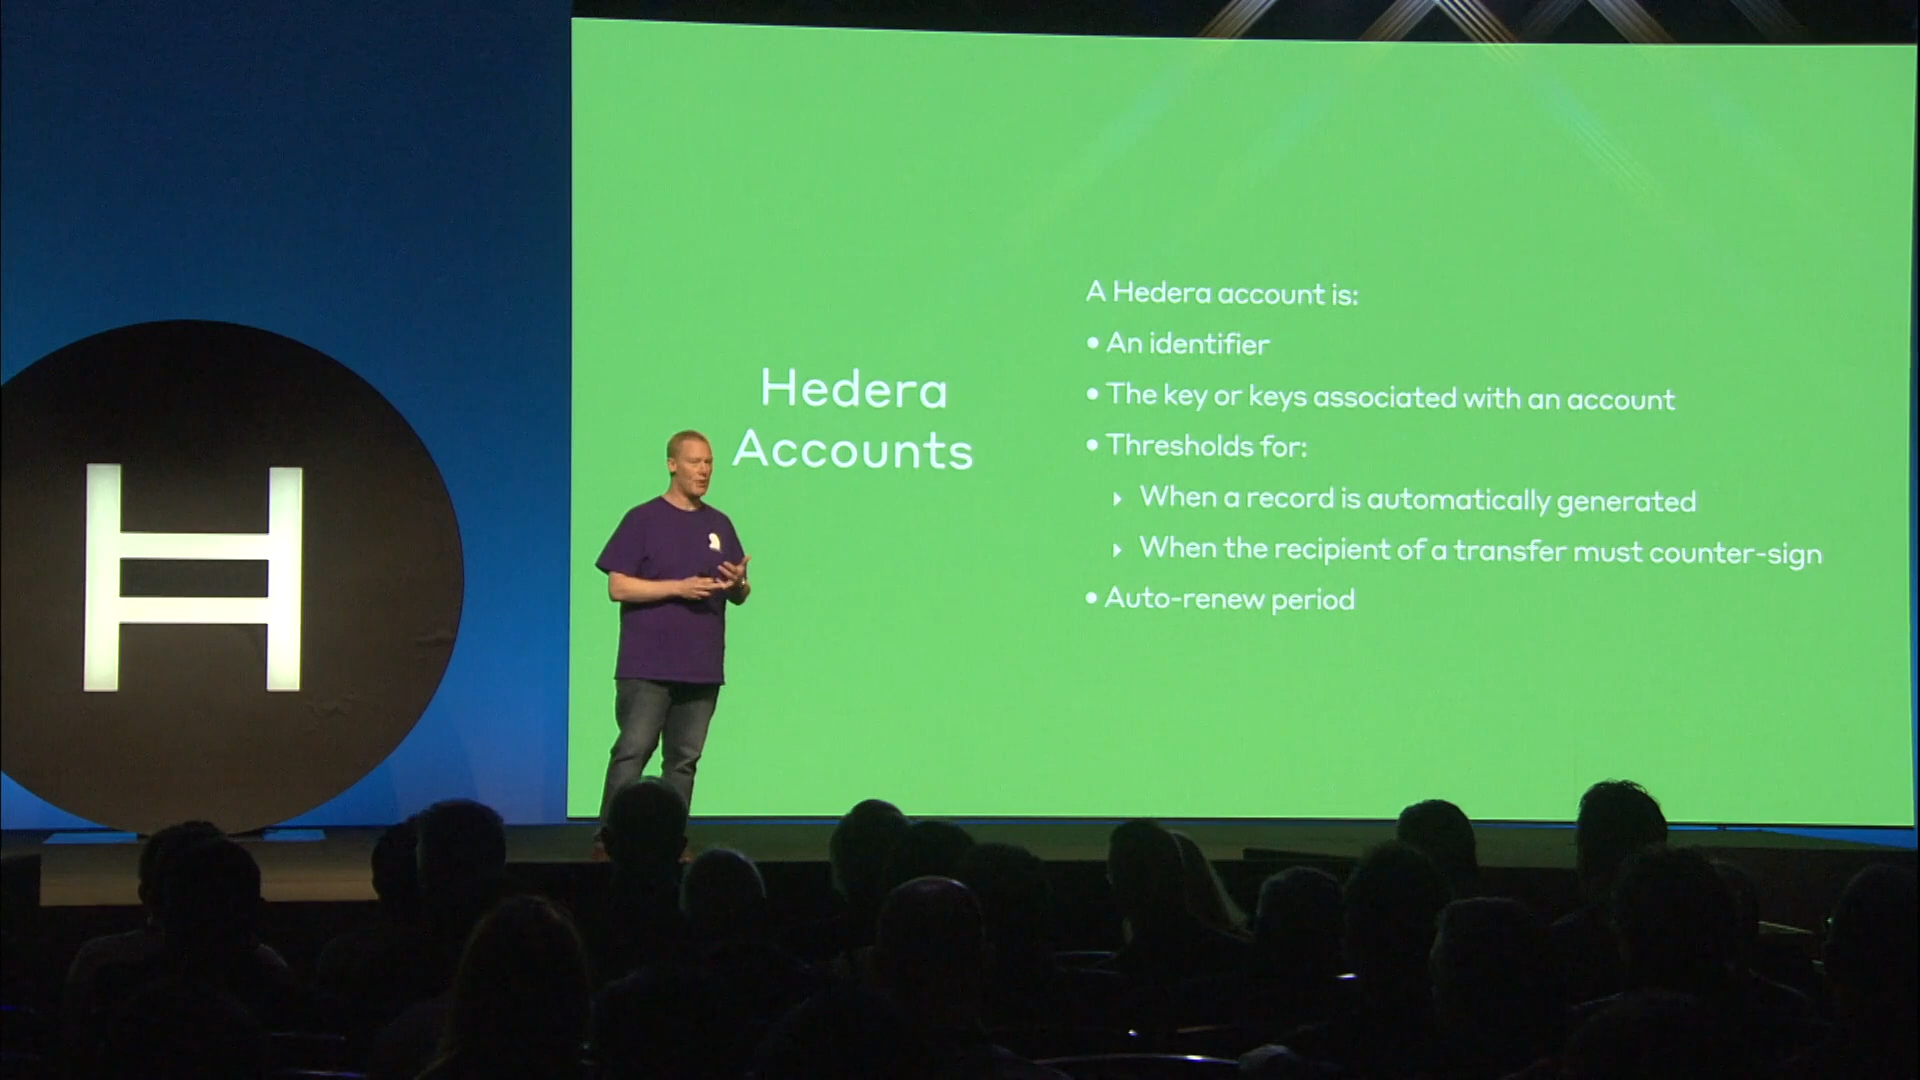 Hedera
Accounts
A Hedera account is:
• An identifier
• The key or keys associated with an account
• Thresholds for:
‣ When a record is automatically generated
‣ When the recipient of a transfer must counter-sign
• Auto-renew period